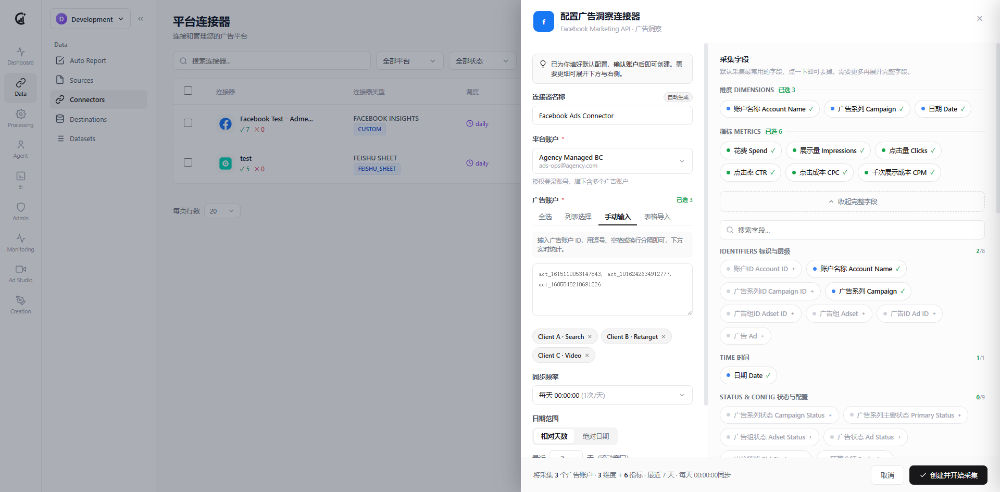 Dashboard
Data
Processing
Agent
BI
Admin
Monitoring
Ad Studio
Creation
D Development
Data
Auto Report
Sources
Connectors
Destinations
Datasets
平台连接器
连接和管理您的广告平台
搜索连接器...
全部平台
全部状态
连接器 连接器类型 调度
Facebook Test - Adme... FACEBOOK INSIGHTS daily
✓ 7 ✕ 0 CUSTOM
test FEISHU SHEET daily
✓ 5 ✕ 0 FEISHU_SHEET
每页行数 20
f
配置广告洞察连接器
Facebook Marketing API · 广告洞察
已为你填好默认配置，确认账户后即可创建。需
要更细可展开下方与右侧。
连接器名称 自动生成
Facebook Ads Connector
平台账户 *
Agency Managed BC
ads-ops@agency.com
授权登录账号，旗下含多个广告账户
广告账户 * 已选 3
全选 列表选择 手动输入 表格导入
输入广告账户 ID，用逗号、空格或换行分隔即可，下方
实时统计。
act_1615110053147843, act_1016242634912777,
act_1605548210691226
Client A · Search ×
Client B · Retarget ×
Client C · Video ×
同步频率
每天 00:00:00 (1次/天)
日期范围
相对天数 绝对日期
采集字段
默认采集最常用的字段，点一下即可去掉。需要更多再展开完整字段。
维度 DIMENSIONS 已选 3
账户名称 Account Name ✓
广告系列 Campaign ✓
日期 Date ✓
指标 METRICS 已选 6
花费 Spend ✓
展示量 Impressions ✓
点击量 Clicks ✓
点击率 CTR ✓
点击成本 CPC ✓
千次展示成本 CPM ✓
收起完整字段
搜索字段...
IDENTIFIERS 标识与层级 2/8
账户ID Account ID +
账户名称 Account Name ✓
广告系列ID Campaign ID +
广告系列 Campaign ✓
广告组ID Adset ID +
广告组 Adset +
广告ID Ad ID +
广告 Ad +
TIME 时间 1/1
日期 Date ✓
STATUS & CONFIG 状态与配置 0/9
广告系列状态 Campaign Status +
广告系列主要状态 Primary Status +
广告组状态 Adset Status +
广告状态 Ad Status +
将采集 3 个广告账户 · 3 维度 + 6 指标 · 最近 7 天 · 每天 00:00:00同步
取消
✓ 创建并开始采集